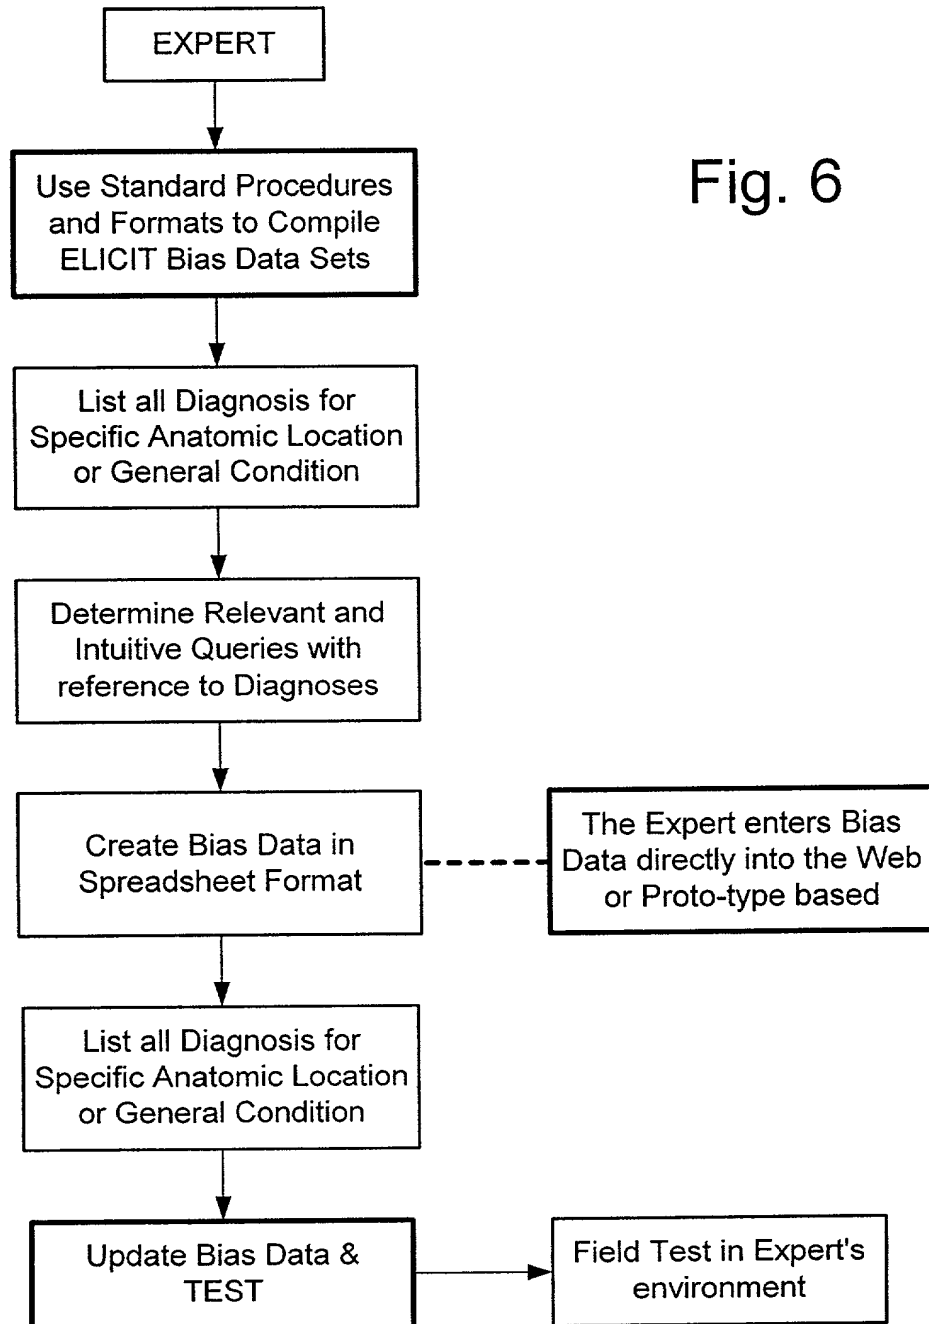 EXPERT
Fig. 6
Use Standard Procedures
and Formats to Compile
ELICIT Bias Data Sets
List all Diagnosis for
Specific Anatomic Location
or General Condition
Determine Relevant and
Intuitive Queries with
reference to Diagnoses
Create Bias Data in
Spreadsheet Format
The Expert enters Bias
Data directly into the Web
or Proto-type based
List all Diagnosis for
Specific Anatomic Location
or General Condition
Update Bias Data &
TEST
Field Test in Expert's
environment